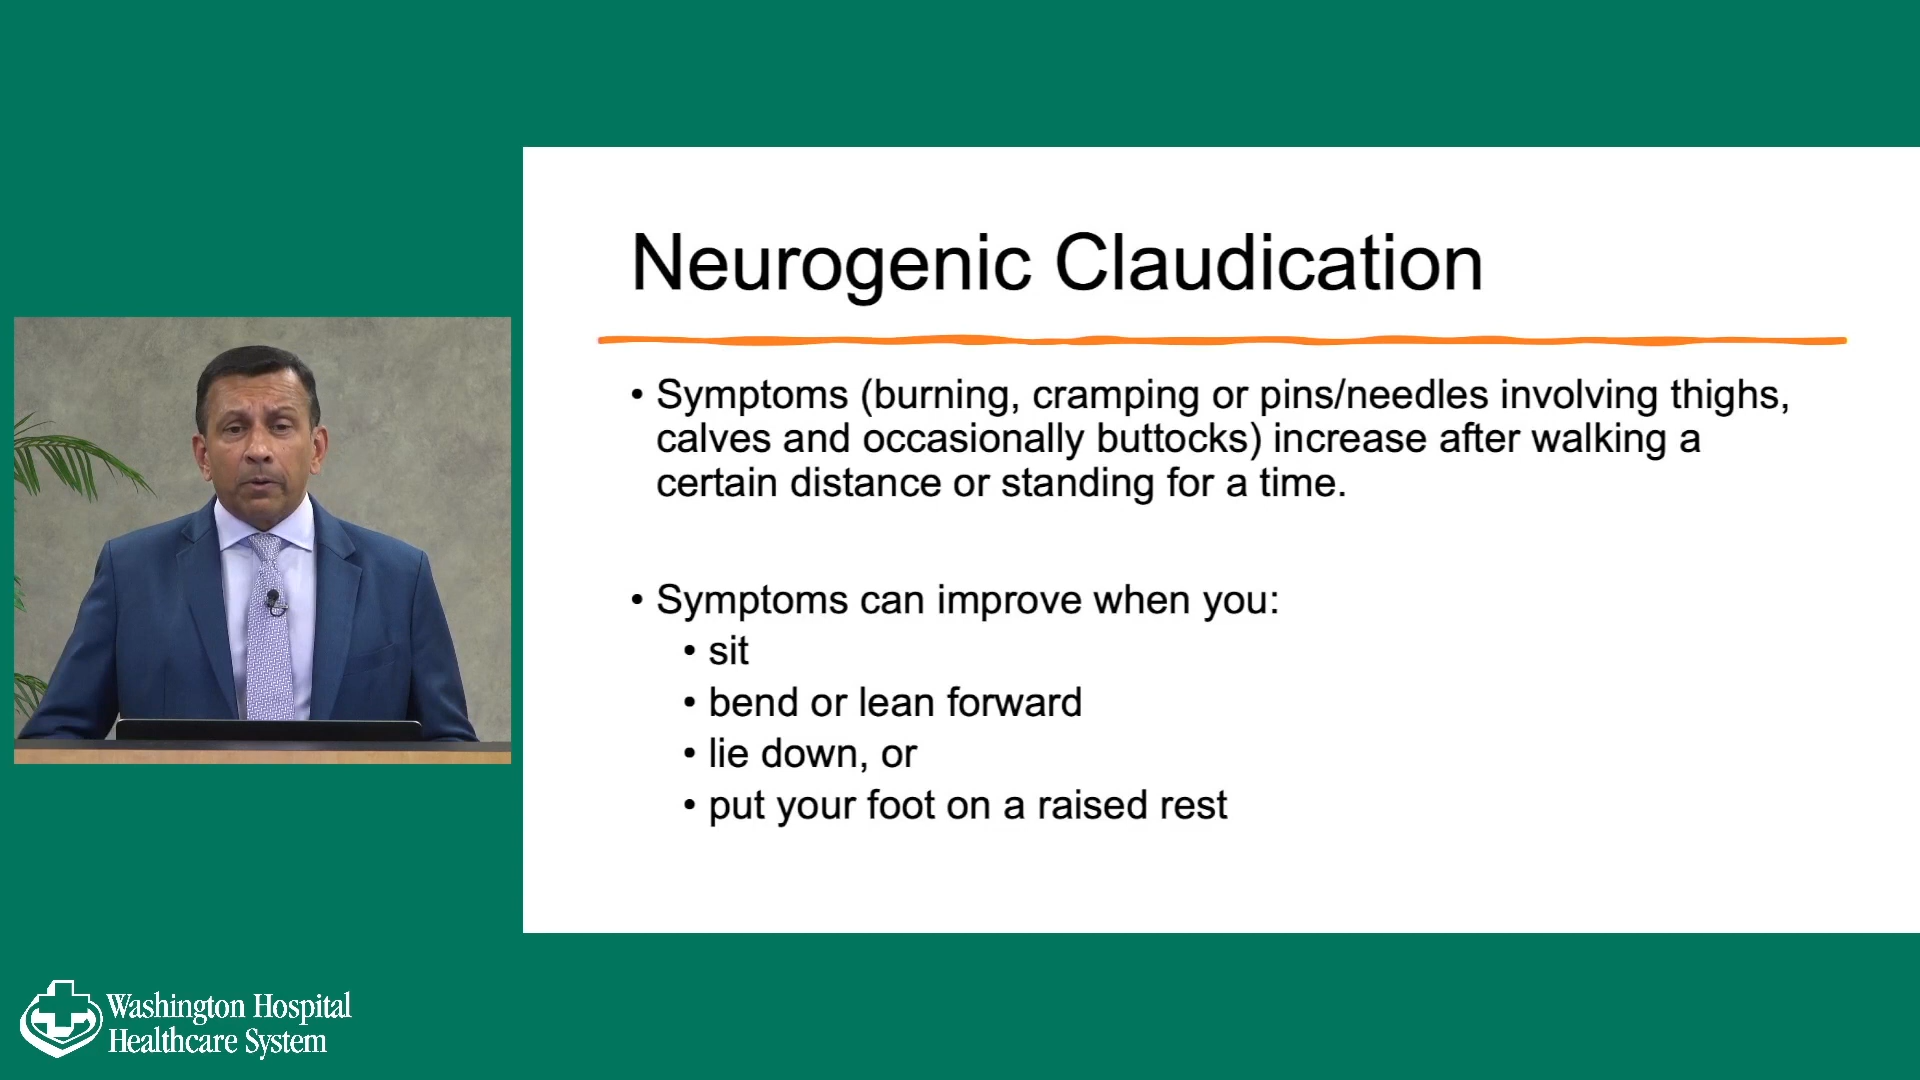 Neurogenic Claudication
• Symptoms (burning, cramping or pins/needles involving thighs,
calves and occasionally buttocks) increase after walking a
certain distance or standing for a time.
• Symptoms can improve when you:
• sit
• bend or lean forward
• lie down, or
• put your foot on a raised rest
Washington Hospital
Healthcare System